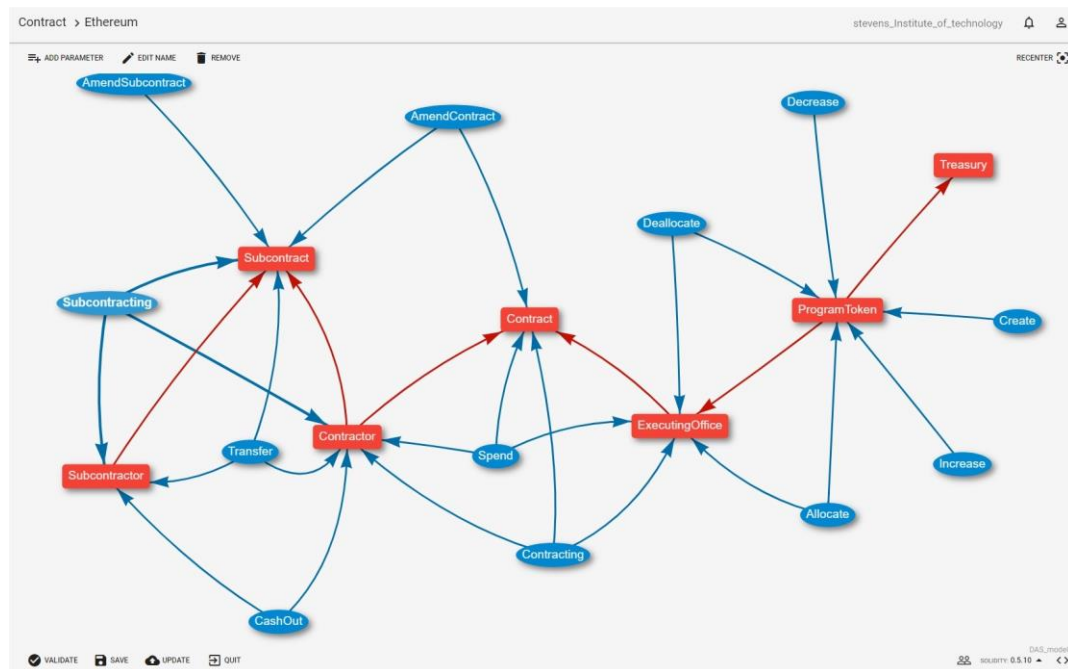 Contract > Ethereum
stevens_Institute_of_technology
ADD PARAMETER EDIT NAME REMOVE
RECENTER
AmendSubcontract
AmendContract
Decrease
Treasury
Deallocate
Subcontract
Subcontracting
Contract
ProgramToken
Create
ExecutingOffice
Contractor
Transfer
Spend
Increase
Subcontractor
Allocate
Contracting
CashOut
DAS_model
VALIDATE SAVE UPDATE QUIT
SOLIDITY 0.5.10